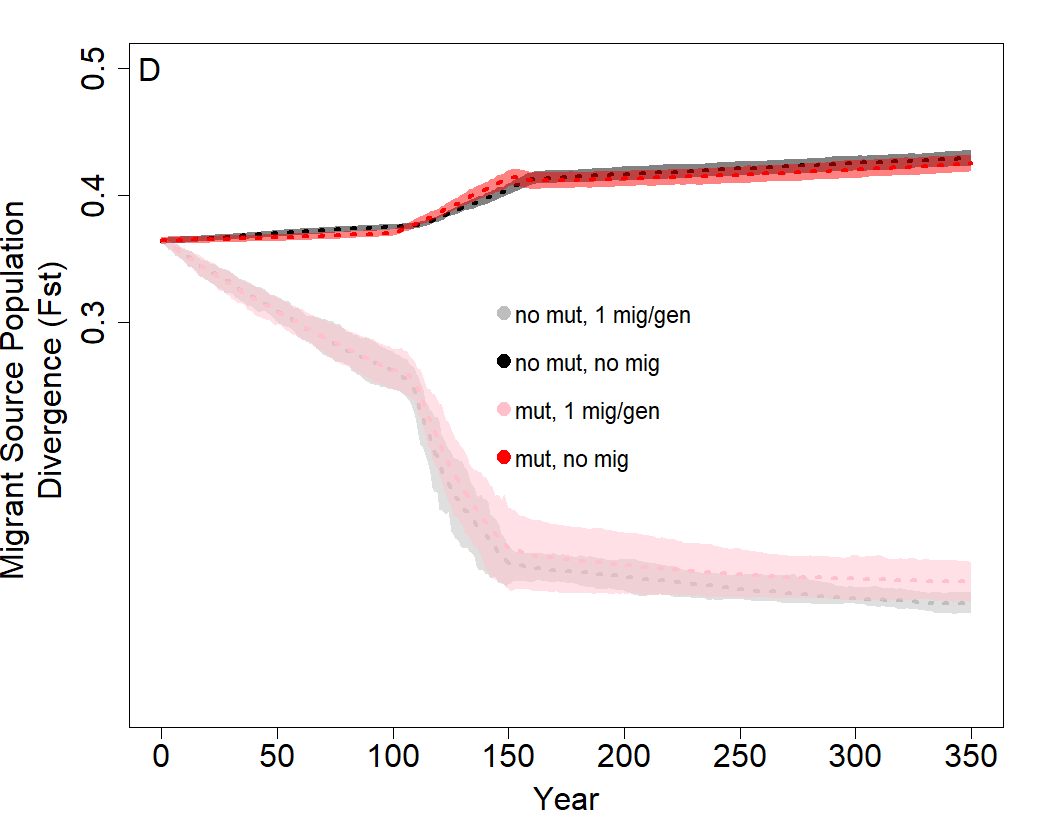 D
0.5
0.4
0.3
Migrant Source Population
Divergence (Fst)
no mut, 1 mig/gen
no mut, no mig
mut, 1 mig/gen
mut, no mig
0 50 100 150 200 250 300 350
Year